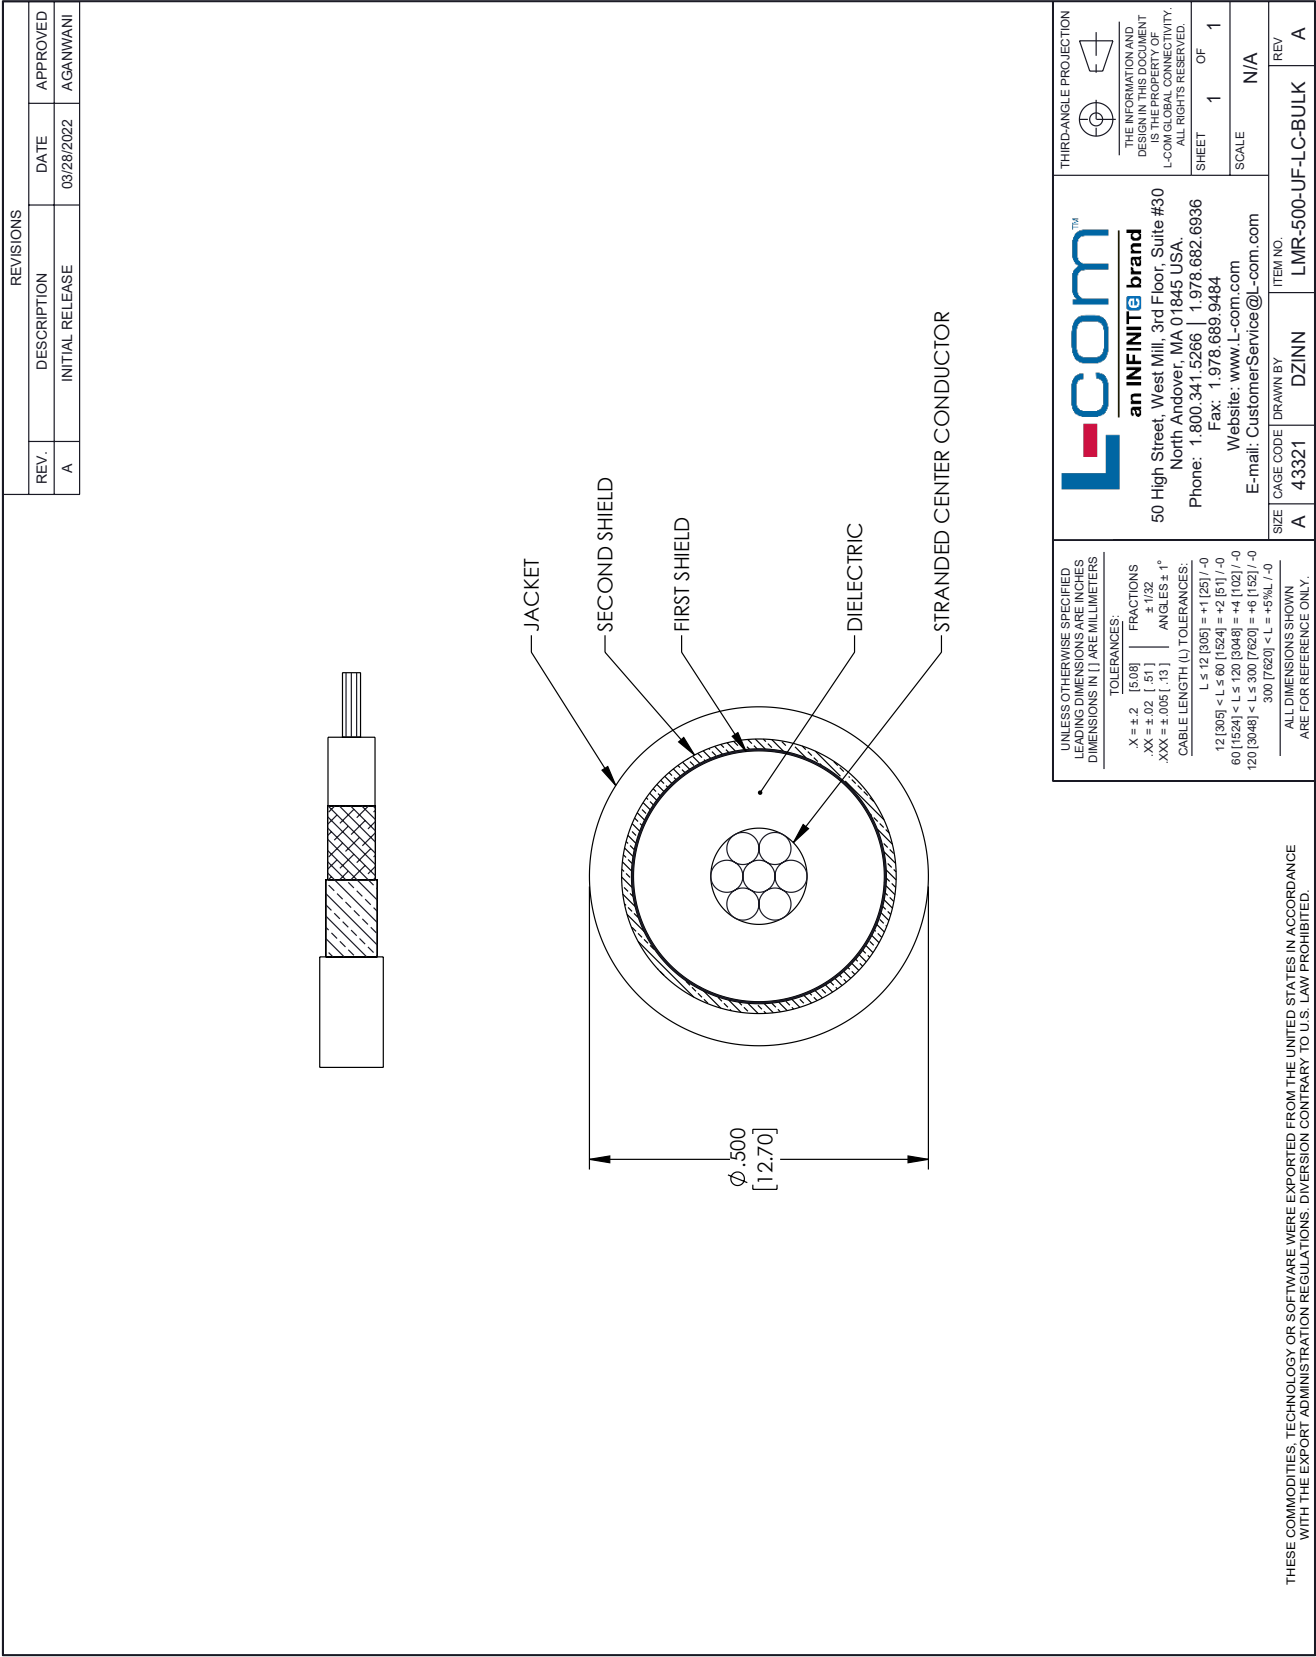 REVISIONS
REV. DESCRIPTION DATE APPROVED
A INITIAL RELEASE 03/28/2022 AGANWANI
JACKET
SECOND SHIELD
FIRST SHIELD
DIELECTRIC
STRANDED CENTER CONDUCTOR
Ø.500
[12.70]
UNLESS OTHERWISE SPECIFIED
LEADING DIMENSIONS ARE INCHES
DIMENSIONS IN [ ] ARE MILLIMETERS
TOLERANCES:
.X = ± .2 [5.08] FRACTIONS
.XX = ± .02 [ .51 ] ± 1/32
.XXX = ± .005 [ .13 ] ANGLES ± 1°
CABLE LENGTH (L) TOLERANCES:
L ≤ 12 [305] = +1 [25] / -0
12 [305] < L ≤ 60 [1524] = +2 [51] / -0
60 [1524] < L ≤ 120 [3048] = +4 [102] / -0
120 [3048] < L ≤ 300 [7620] = +6 [152] / -0
300 [7620] < L = +5%L / -0
ALL DIMENSIONS SHOWN
ARE FOR REFERENCE ONLY.
L-com™
an INFINITe brand
50 High Street, West Mill, 3rd Floor, Suite #30
North Andover, MA 01845 USA.
Phone: 1.800.341.5266 | 1.978.682.6936
Fax: 1.978.689.9484
Website: www.L-com.com
E-mail: CustomerService@L-com.com
THIRD-ANGLE PROJECTION
THE INFORMATION AND
DESIGN IN THIS DOCUMENT
IS THE PROPERTY OF
L-COM GLOBAL CONNECTIVITY.
ALL RIGHTS RESERVED.
SHEET 1 OF 1
SCALE N/A
SIZE A
CAGE CODE 43321
DRAWN BY DZINN
ITEM NO. LMR-500-UF-LC-BULK
REV A
THESE COMMODITIES, TECHNOLOGY OR SOFTWARE WERE EXPORTED FROM THE UNITED STATES IN ACCORDANCE
WITH THE EXPORT ADMINISTRATION REGULATIONS. DIVERSION CONTRARY TO U.S. LAW PROHIBITED.